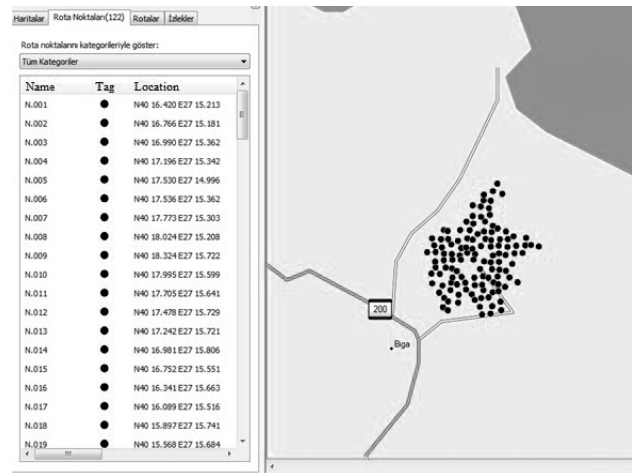 Haritalar Rota Noktaları(122) Rotalar İzlekler
Rota noktalarını kategorileriyle göster:
Tüm Kategoriler
Name Tag Location
N.001 N40 16.420 E27 15.213
N.002 N40 16.766 E27 15.181
N.003 N40 16.990 E27 15.362
N.004 N40 17.196 E27 15.342
N.005 N40 17.530 E27 14.996
N.006 N40 17.536 E27 15.362
N.007 N40 17.773 E27 15.303
N.008 N40 18.024 E27 15.208
N.009 N40 18.324 E27 15.722
N.010 N40 17.995 E27 15.599
N.011 N40 17.705 E27 15.641
N.012 N40 17.478 E27 15.729
N.013 N40 17.242 E27 15.721
N.014 N40 16.981 E27 15.806
N.015 N40 16.752 E27 15.551
N.016 N40 16.341 E27 15.663
N.017 N40 16.089 E27 15.516
N.018 N40 15.897 E27 15.741
N.019 N40 15.568 E27 15.684
200
Biga